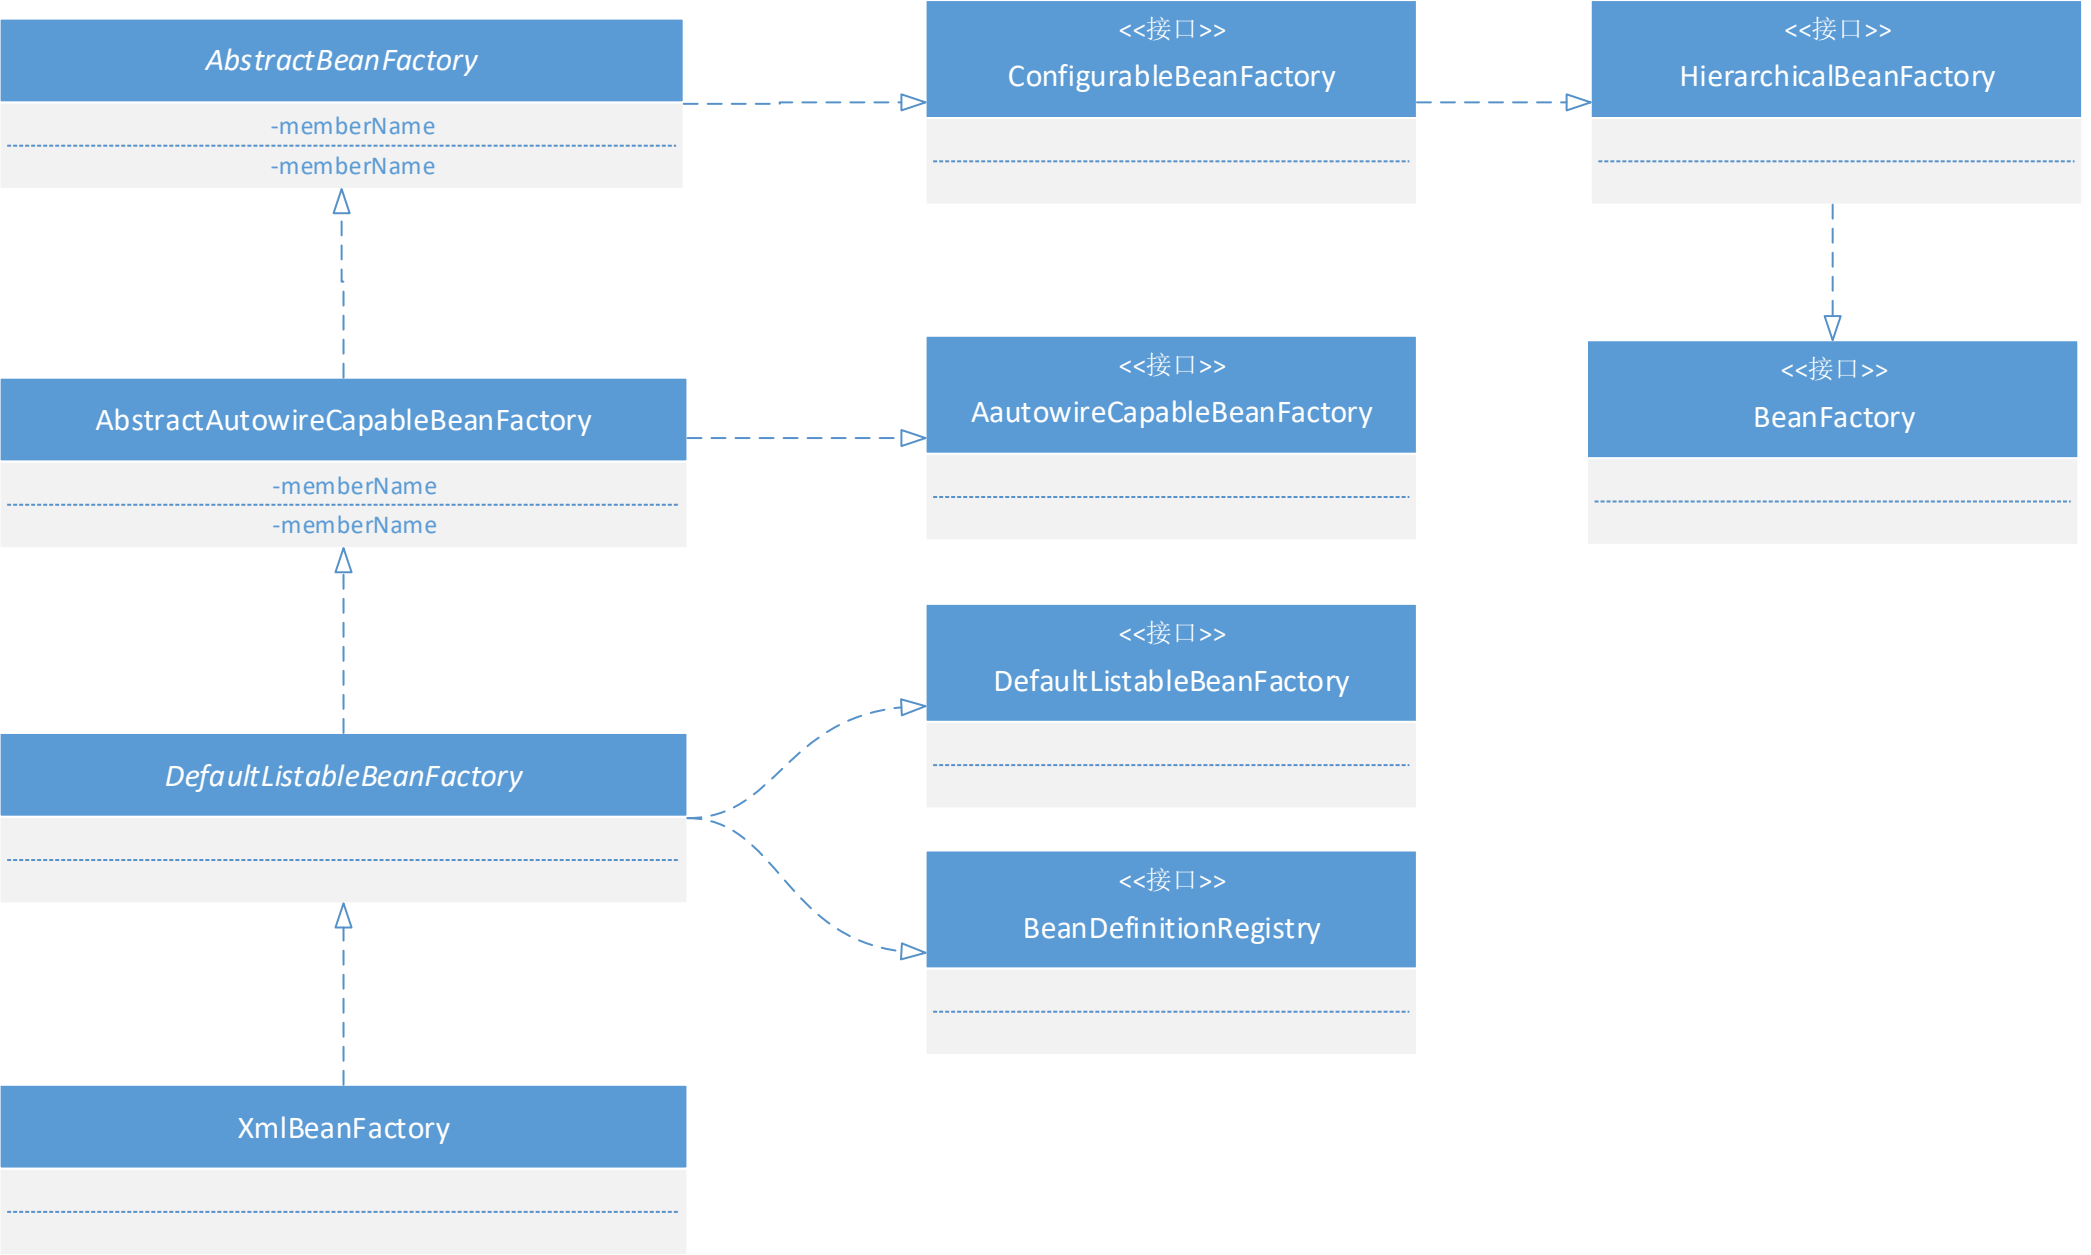 AbstractBeanFactory
-memberName
-memberName
<<接口>>
ConfigurableBeanFactory
<<接口>>
HierarchicalBeanFactory
AbstractAutowireCapableBeanFactory
-memberName
-memberName
<<接口>>
AautowireCapableBeanFactory
<<接口>>
BeanFactory
DefaultListableBeanFactory
<<接口>>
DefaultListableBeanFactory
<<接口>>
BeanDefinitionRegistry
XmlBeanFactory